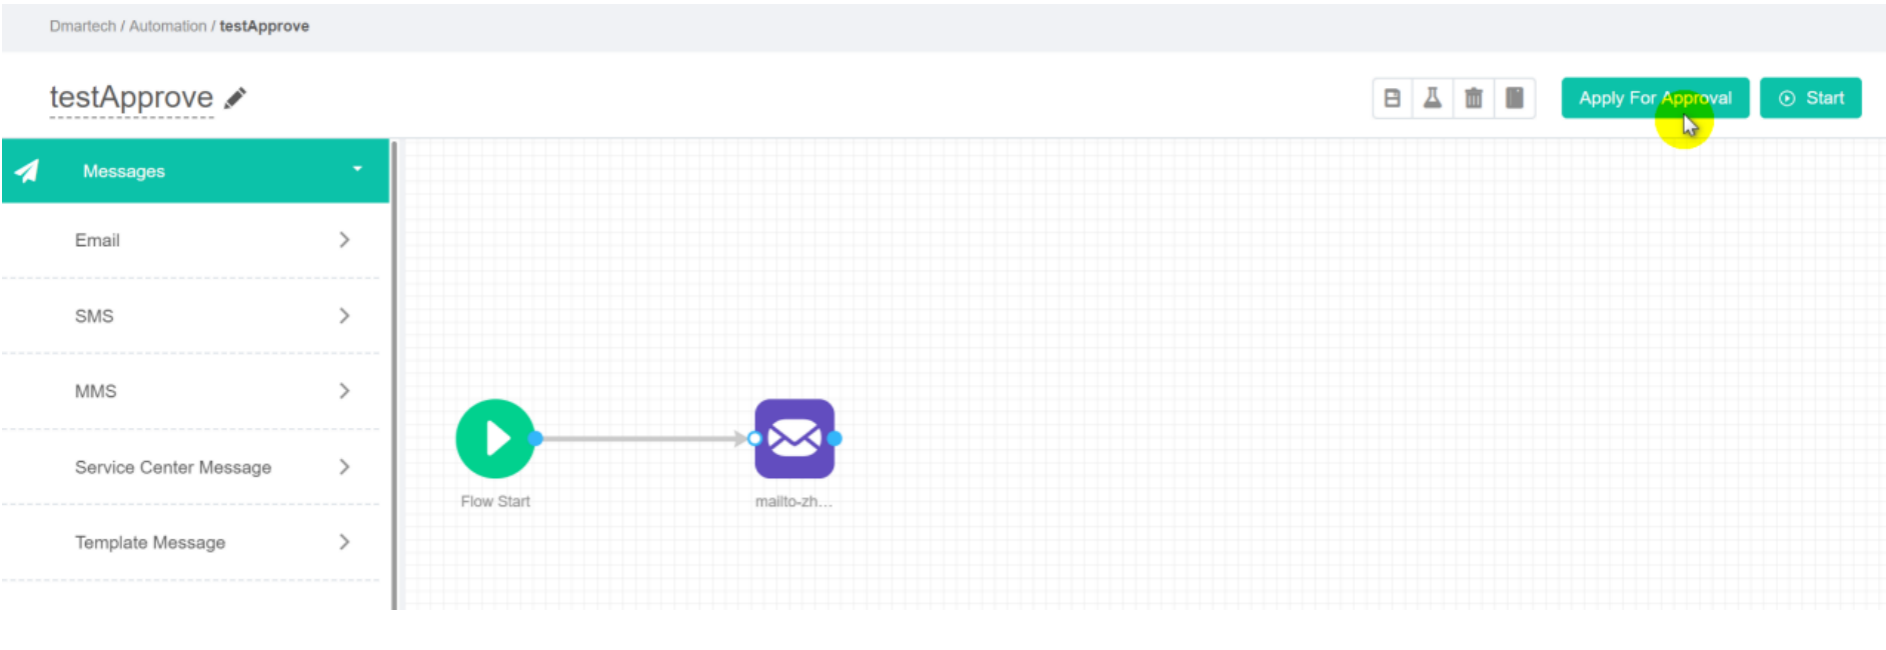 Dmartech / Automation / testApprove
testApprove
Apply For Approval
Start
Messages
Email
SMS
MMS
Service Center Message
Template Message
Flow Start
mailto-zh...